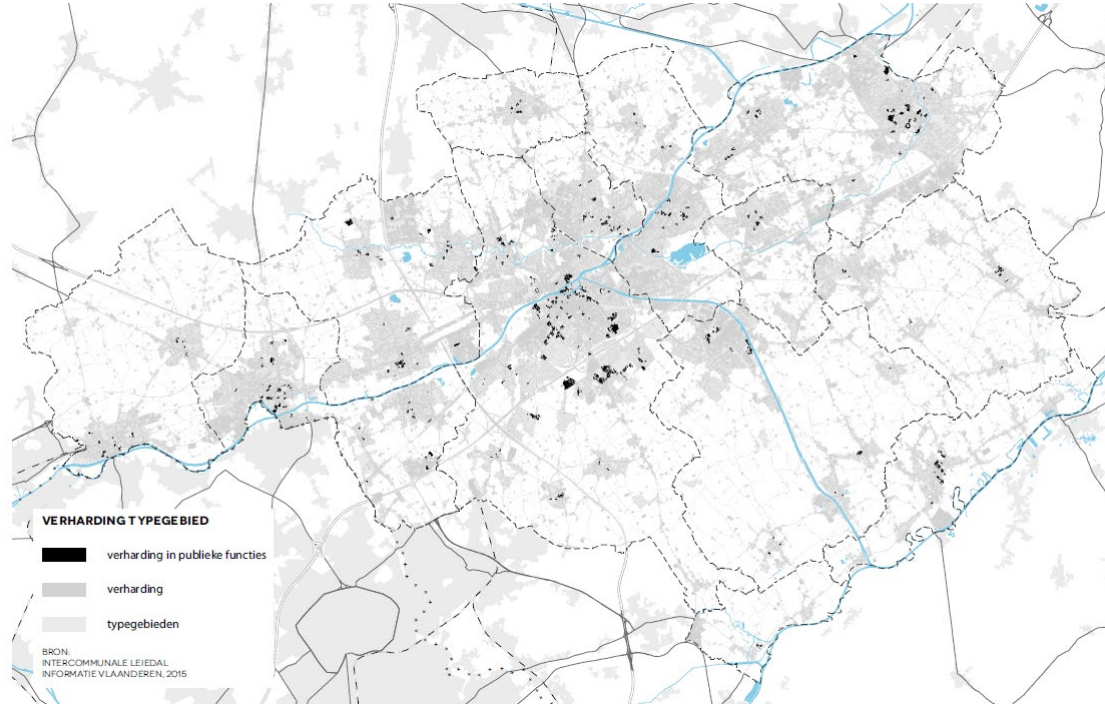 VERHARDING TYPEGEBIED
verharding in publieke functies
verharding
typegebieden
BRON:
INTERCOMMUNALE LEIEDAL
INFORMATIE VLAANDEREN, 2015